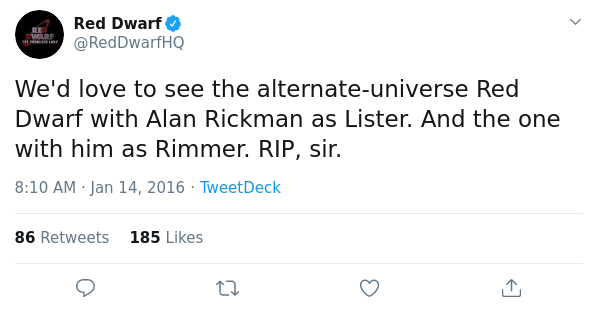 Red Dwarf
@RedDwarfHQ
We'd love to see the alternate-universe Red
Dwarf with Alan Rickman as Lister. And the one
with him as Rimmer. RIP, sir.
8:10 AM · Jan 14, 2016 · TweetDeck
86 Retweets 185 Likes